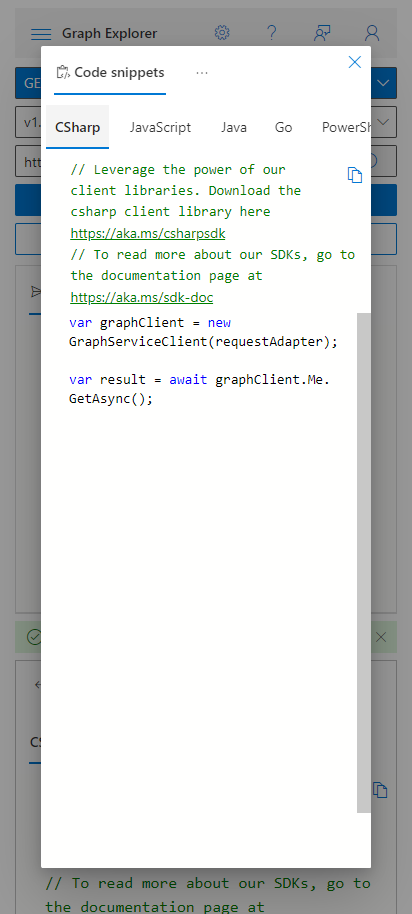 Graph Explorer
GE
Code snippets
...
v1.
CSharp
JavaScript
Java
Go
PowerSh
htt
// Leverage the power of our
client libraries. Download the
csharp client library here
https://aka.ms/csharpsdk
// To read more about our SDKs, go to
the documentation page at
https://aka.ms/sdk-doc
var graphClient = new
GraphServiceClient(requestAdapter);
var result = await graphClient.Me.
GetAsync();
CS
// To read more about our SDKs, go to
the documentation page at